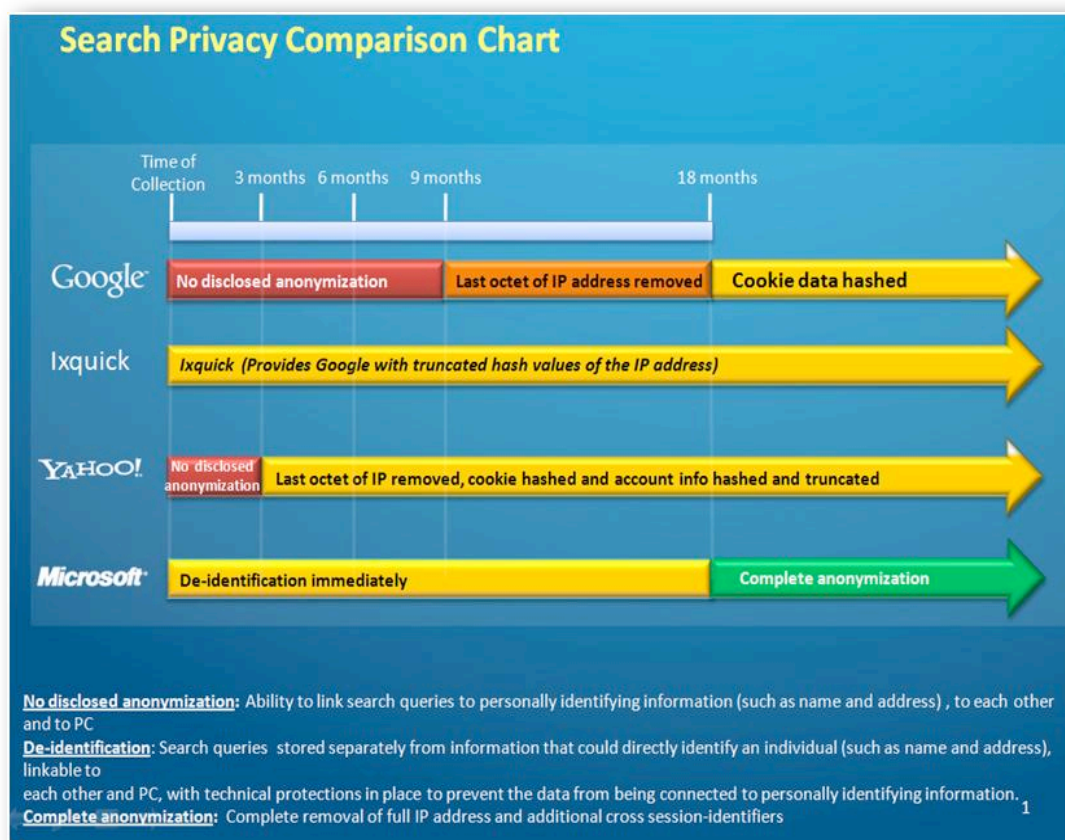 Search Privacy Comparison Chart
Time of
Collection
3 months
6 months
9 months
18 months
Google
No disclosed anonymization
Last octet of IP address removed
Cookie data hashed
Ixquick
Ixquick (Provides Google with truncated hash values of the IP address)
YAHOO!
No disclosed
anonymization
Last octet of IP removed, cookie hashed and account info hashed and truncated
Microsoft
De-identification immediately
Complete anonymization
No disclosed anonymization: Ability to link search queries to personally identifying information (such as name and address) , to each other
and to PC
De-identification: Search queries stored separately from information that could directly identify an individual (such as name and address),
linkable to
each other and PC, with technical protections in place to prevent the data from being connected to personally identifying information.
Complete anonymization: Complete removal of full IP address and additional cross session-identifiers
1